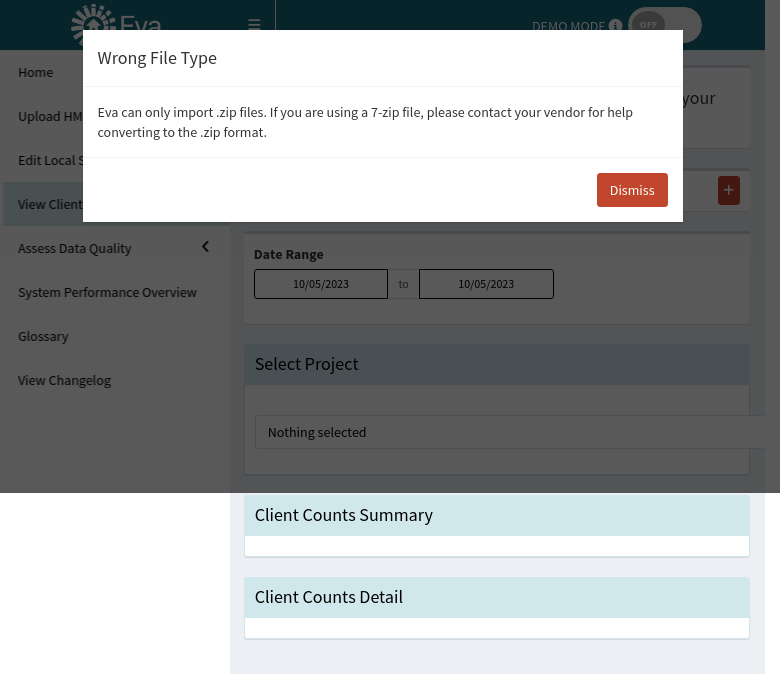 Eva
DEMO MODE
OFF
Wrong File Type
Eva can only import .zip files. If you are using a 7-zip file, please contact your vendor for help
converting to the .zip format.
Dismiss
Home
Upload HM
Edit Local S
View Client
Assess Data Quality
System Performance Overview
Glossary
View Changelog
your
+
Date Range
10/05/2023 to 10/05/2023
Select Project
Nothing selected
Client Counts Summary
Client Counts Detail